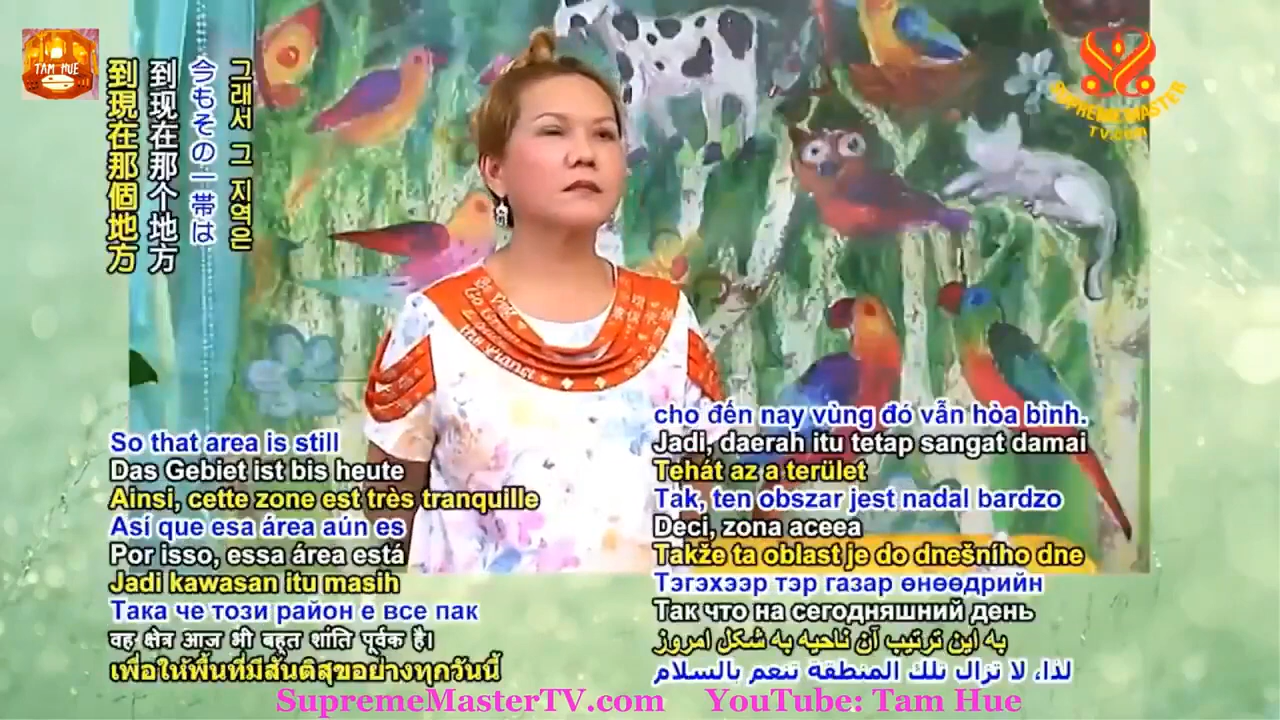 TAM HUE
到現在那個地方
到现在那个地方
今もその一帯は
그래서 그 지역은
SUPREME MASTER
TV.com
Be Veg
Go Green
the Planet
So that area is still
Das Gebiet ist bis heute
Ainsi, cette zone est très tranquille
Así que esa área aún es
Por isso, essa área está
Jadi kawasan itu masih
Така че този район е все пак
वह क्षेत्र आज भी बहुत शांति पूर्वक है।
เพื่อให้พื้นที่มีสันติสุขอย่างทุกวันนี้
cho đến nay vùng đó vẫn hòa bình.
Jadi, daerah itu tetap sangat damai
Tehát az a terület
Tak, ten obszar jest nadal bardzo
Deci, zona aceea
Takže ta oblast je do dnešního dne
Тэгэхээр тэр газар өнөөдрийн
Так что на сегодняшний день
به این ترتیب آن ناحیه به شکل امروز
لذا، لا تزال تلك المنطقة تنعم بالسلام
SupremeMasterTV.com YouTube: Tam Hue